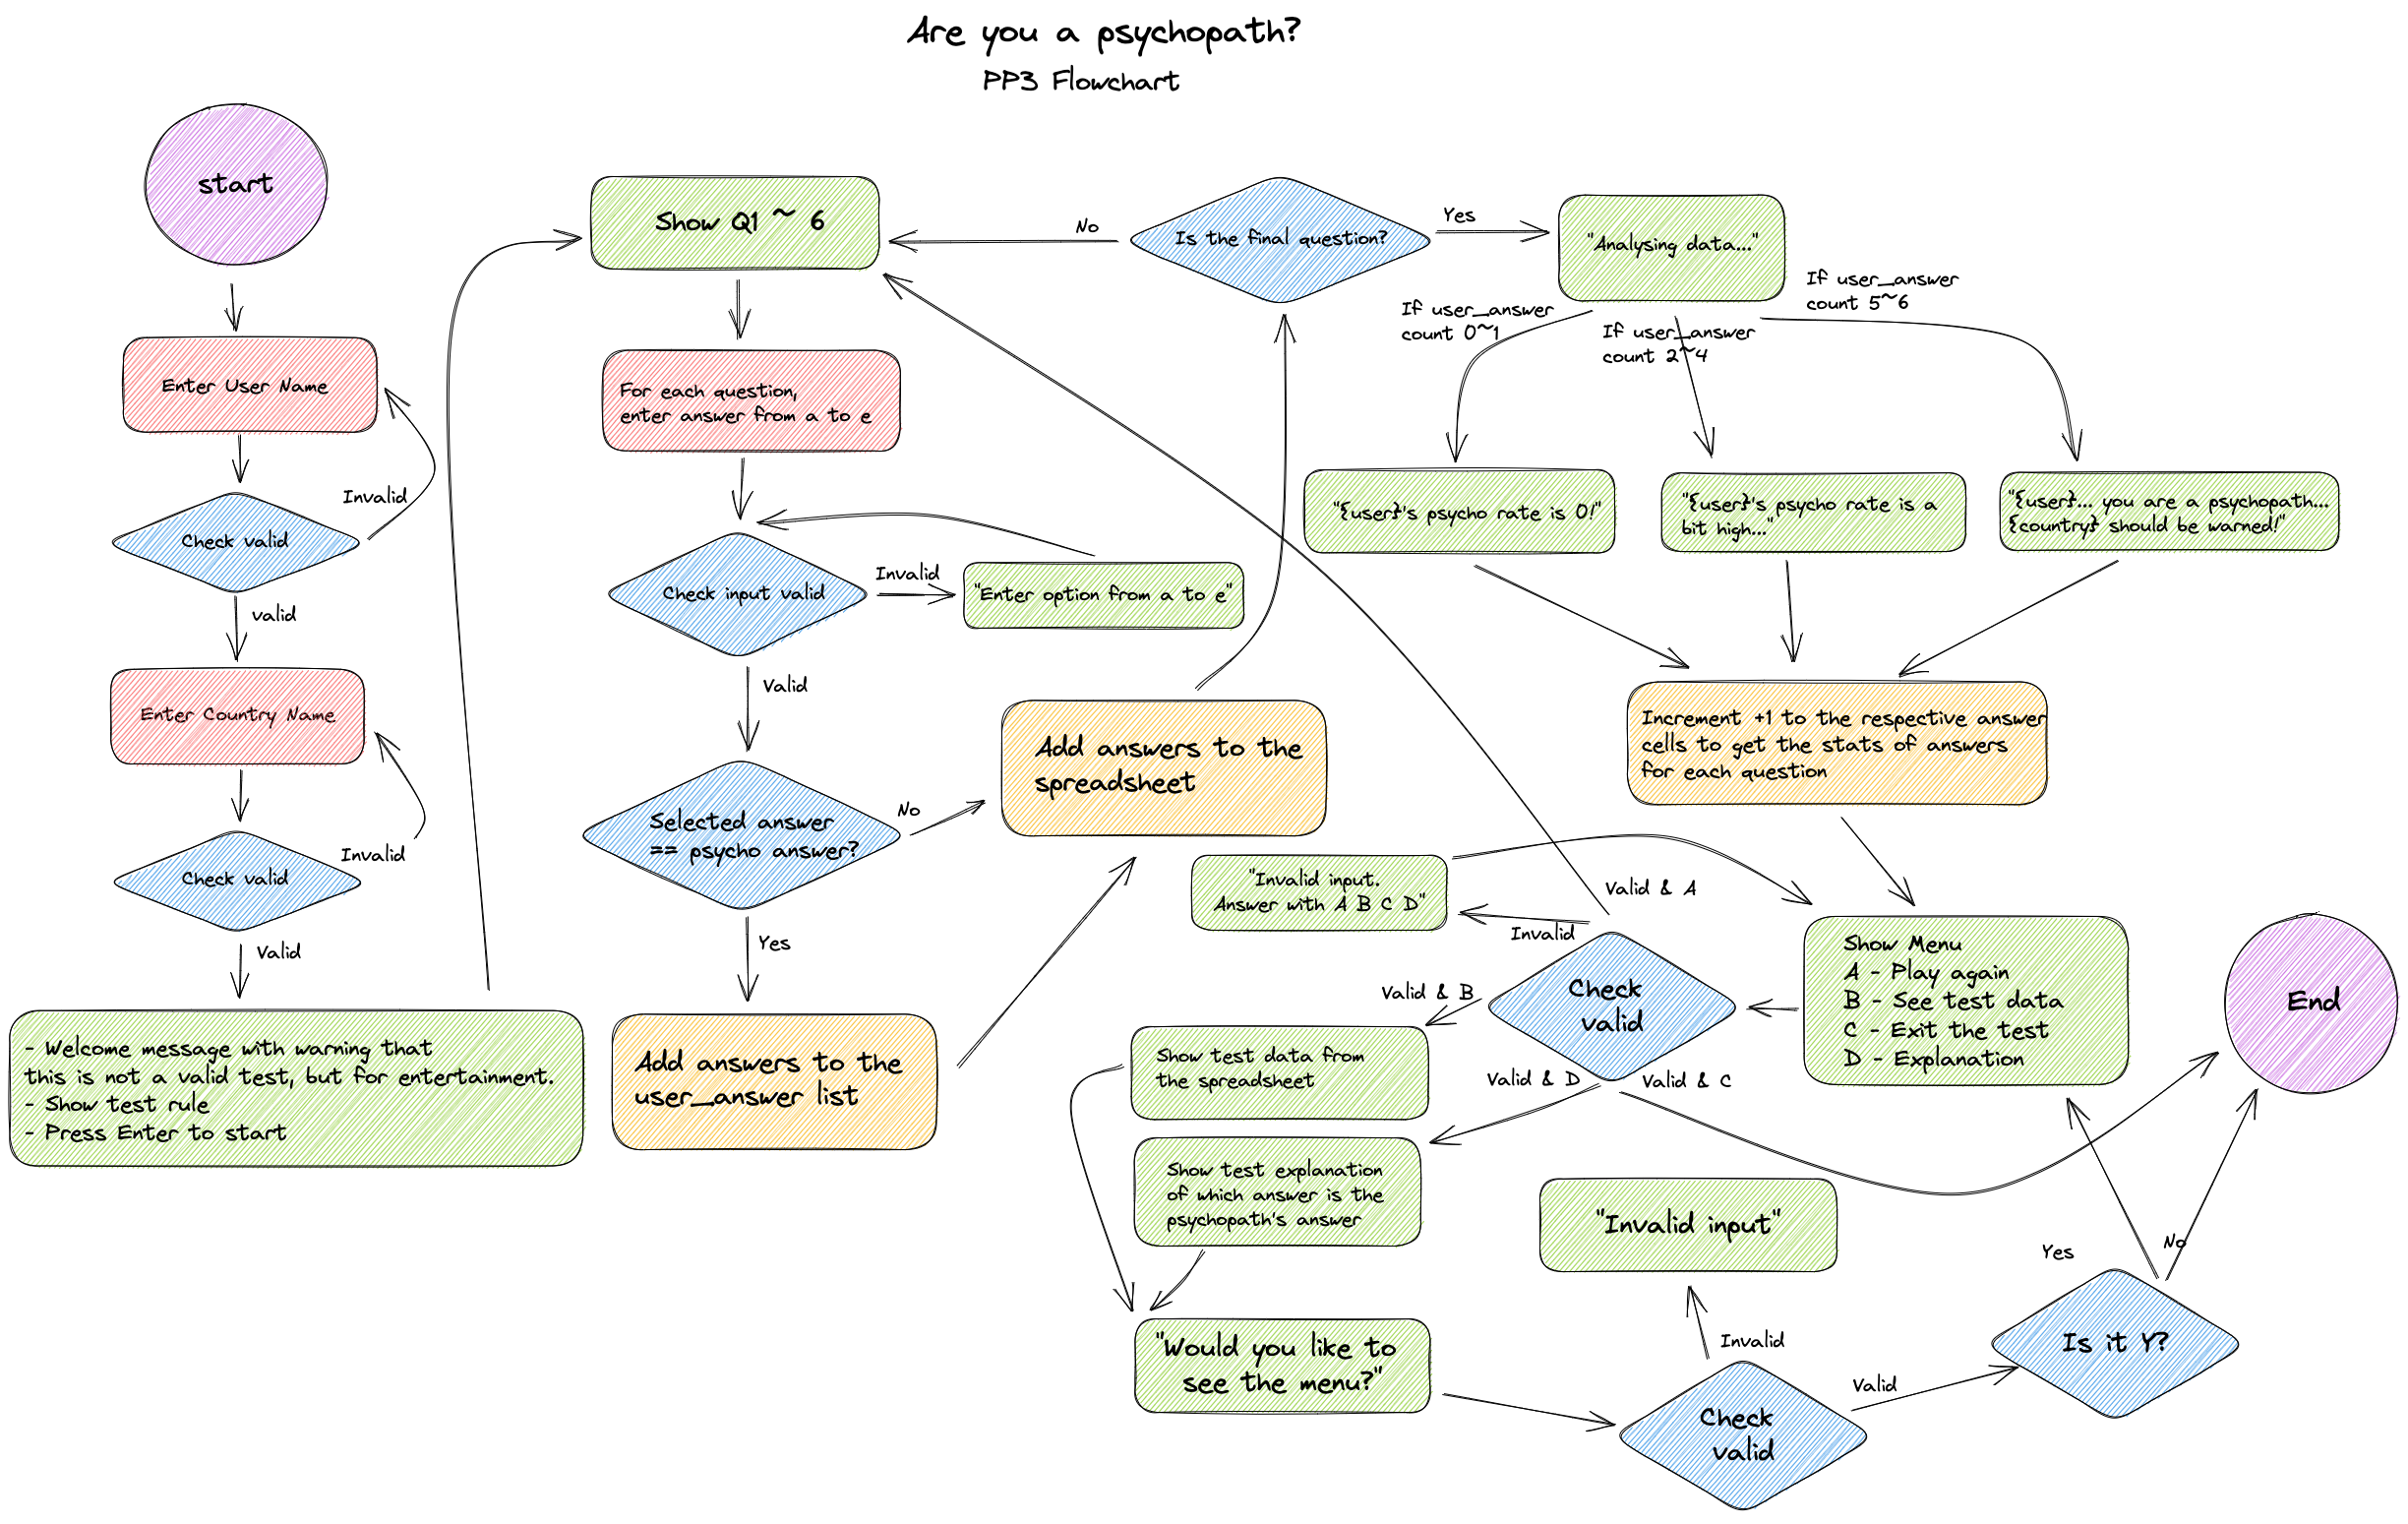 Are you a psychopath?
PP3 Flowchart
start
Enter User Name
Invalid
Check valid
valid
Enter Country Name
Invalid
Check valid
Valid
- Welcome message with warning that
this is not a valid test, but for entertainment.
- Show test rule
- Press Enter to start
Show Q1 ~ 6
For each question,
enter answer from a to e
Check input valid
Invalid
"Enter option from a to e"
Valid
Selected answer
== psycho answer?
No
Yes
Add answers to the
user_answer list
Add answers to the
spreadsheet
No
Is the final question?
Yes
"Analysing data..."
If user_answer
count 0~1
If user_answer
count 2~4
If user_answer
count 5~6
"{user}'s psycho rate is 0!"
"{user}'s psycho rate is a
bit high..."
"{user}... you are a psychopath...
{country} should be warned!"
Increment +1 to the respective answer
cells to get the stats of answers
for each question
Show Menu
A - Play again
B - See test data
C - Exit the test
D - Explanation
Check
valid
Valid & A
Invalid
"Invalid input.
Answer with A B C D"
Valid & B
Show test data from
the spreadsheet
Valid & D
Valid & C
Show test explanation
of which answer is the
psychopath's answer
"Would you like to
see the menu?"
Check
valid
Invalid
"Invalid input"
Valid
Is it Y?
Yes
No
End